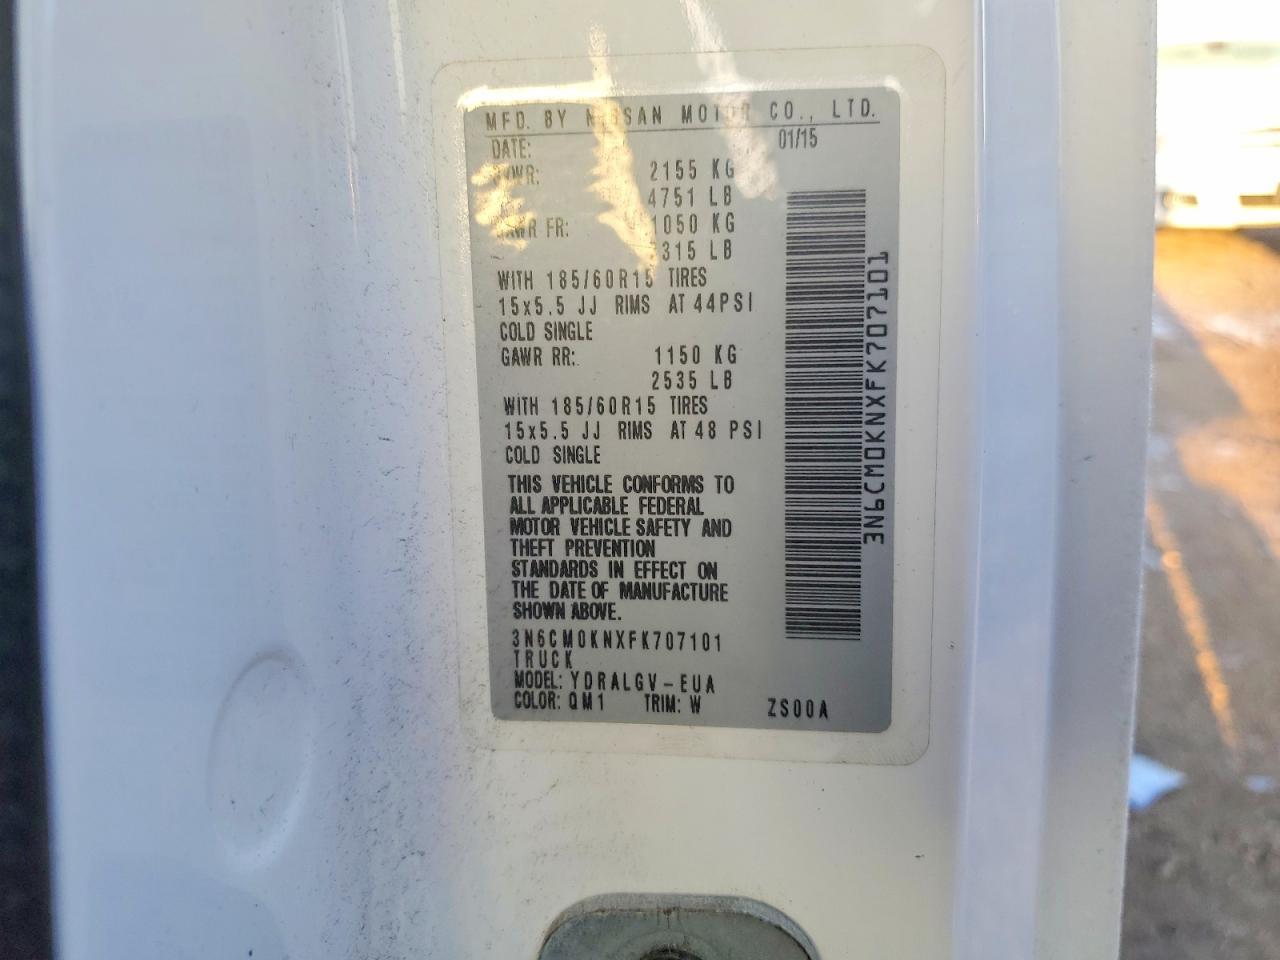 MFD. BY NISSAN MOTOR CO., LTD.
DATE: 01/15
GVWR: 2155 KG
4751 LB
GAWR FR: 1050 KG
2315 LB
WITH 185/60R15 TIRES
15x5.5 JJ RIMS AT 44PSI
COLD SINGLE
GAWR RR: 1150 KG
2535 LB
WITH 185/60R15 TIRES
15x5.5 JJ RIMS AT 48 PSI
COLD SINGLE
THIS VEHICLE CONFORMS TO
ALL APPLICABLE FEDERAL
MOTOR VEHICLE SAFETY AND
THEFT PREVENTION
STANDARDS IN EFFECT ON
THE DATE OF MANUFACTURE
SHOWN ABOVE.
3N6CM0KNXFK707101
TRUCK
MODEL: YDRALGV-EUA
COLOR: QM1 TRIM: W ZS00A
3N6CM0KNXFK707101